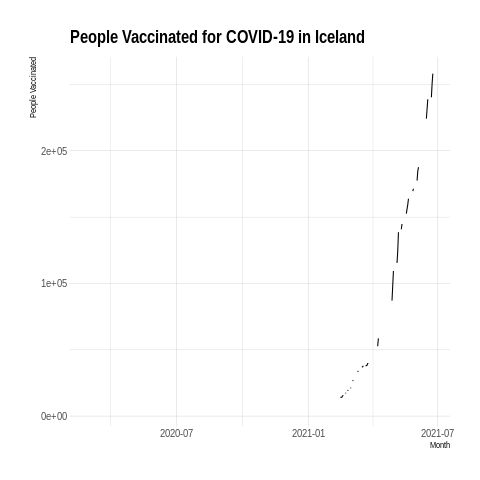 People Vaccinated for COVID-19 in Iceland
People Vaccinated
2e+05
1e+05
0e+00
2020-07
2021-01
2021-07
Month